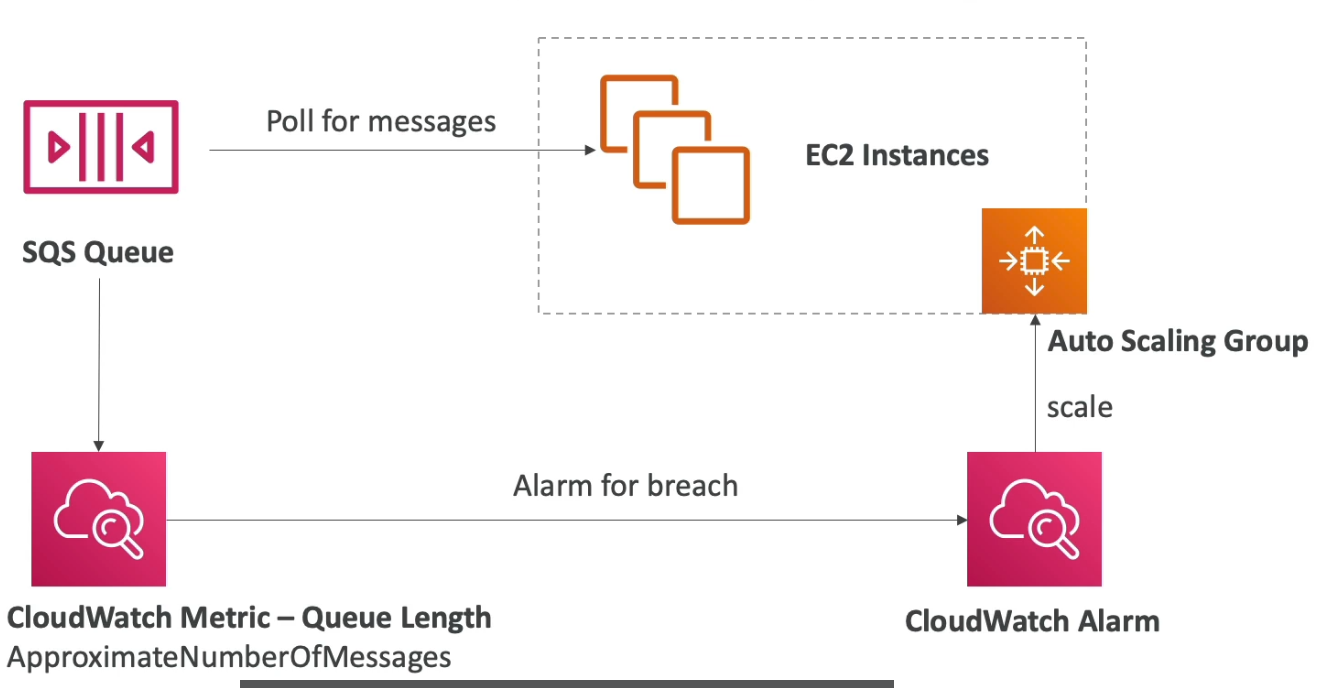 Poll for messages
EC2 Instances
SQS Queue
Auto Scaling Group
scale
Alarm for breach
CloudWatch Metric – Queue Length
ApproximateNumberOfMessages
CloudWatch Alarm